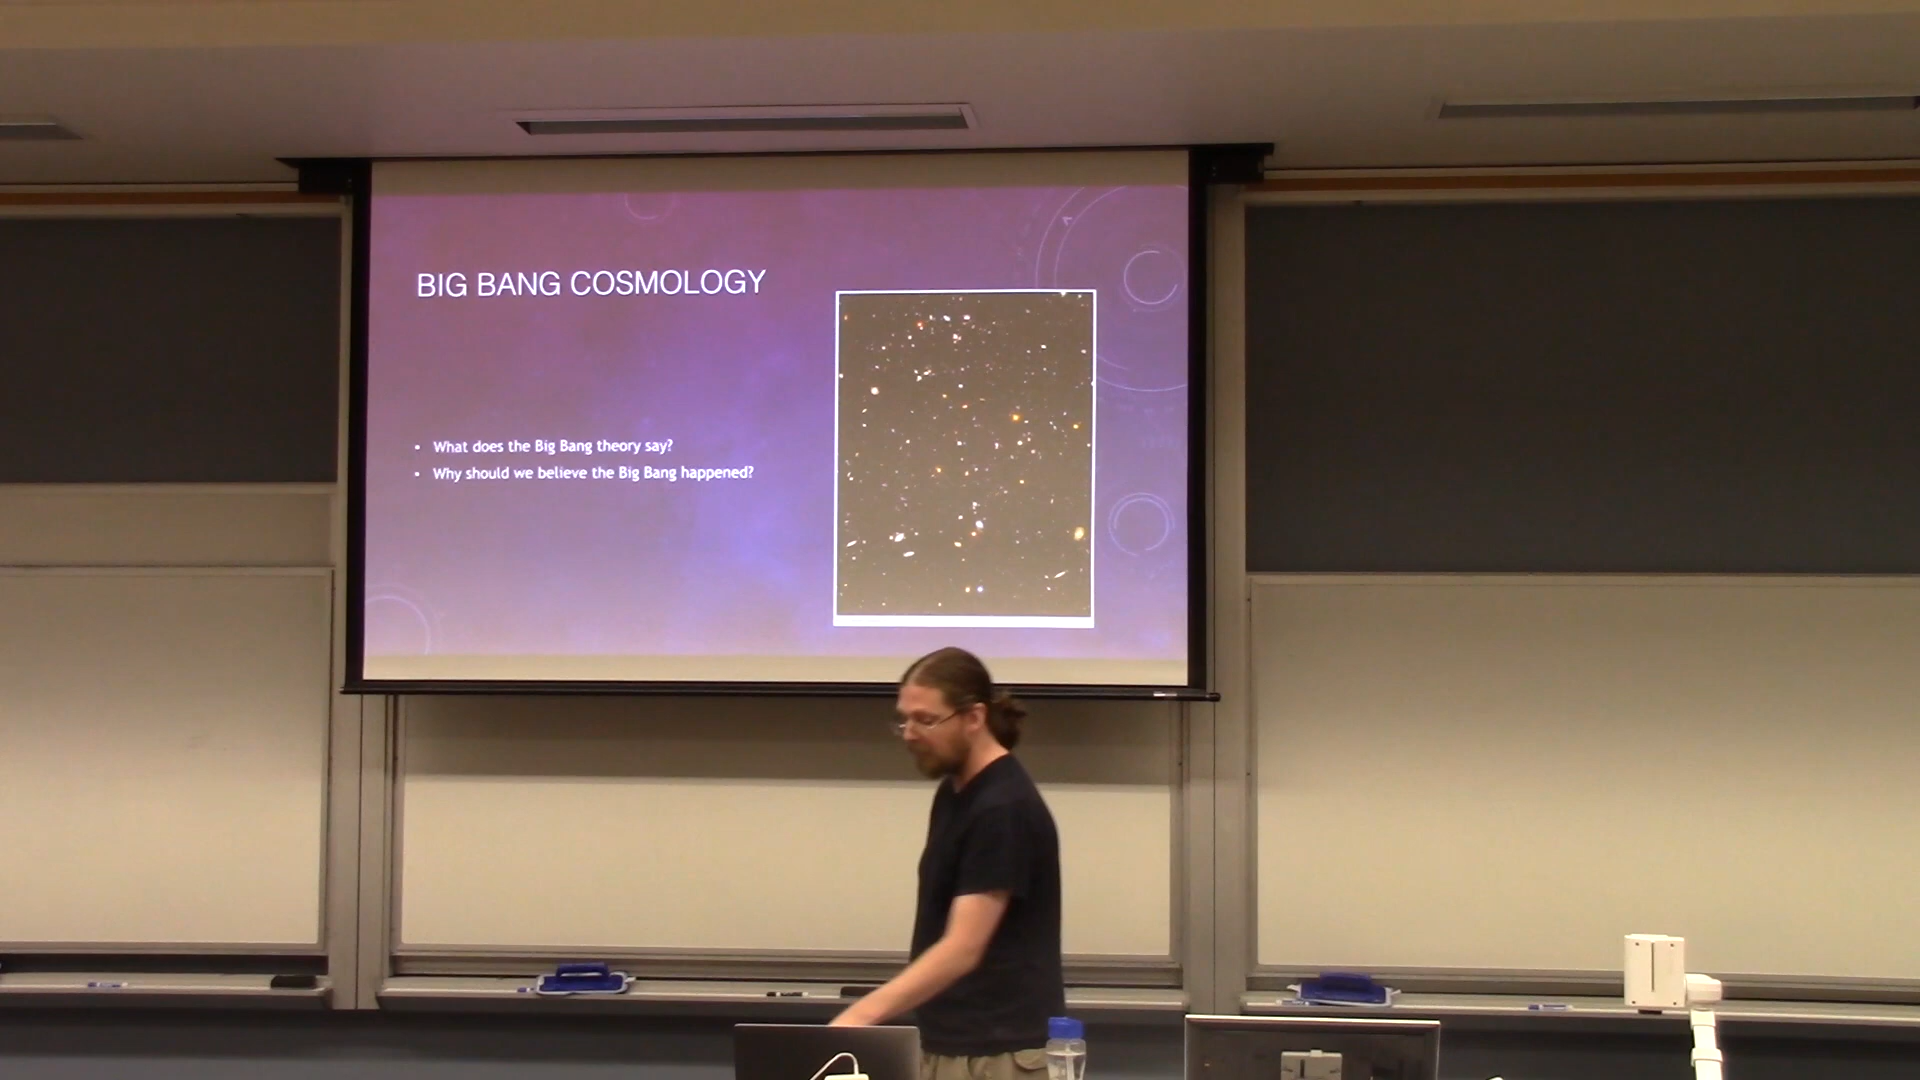 BIG BANG COSMOLOGY
• What does the Big Bang theory say?
• Why should we believe the Big Bang happened?